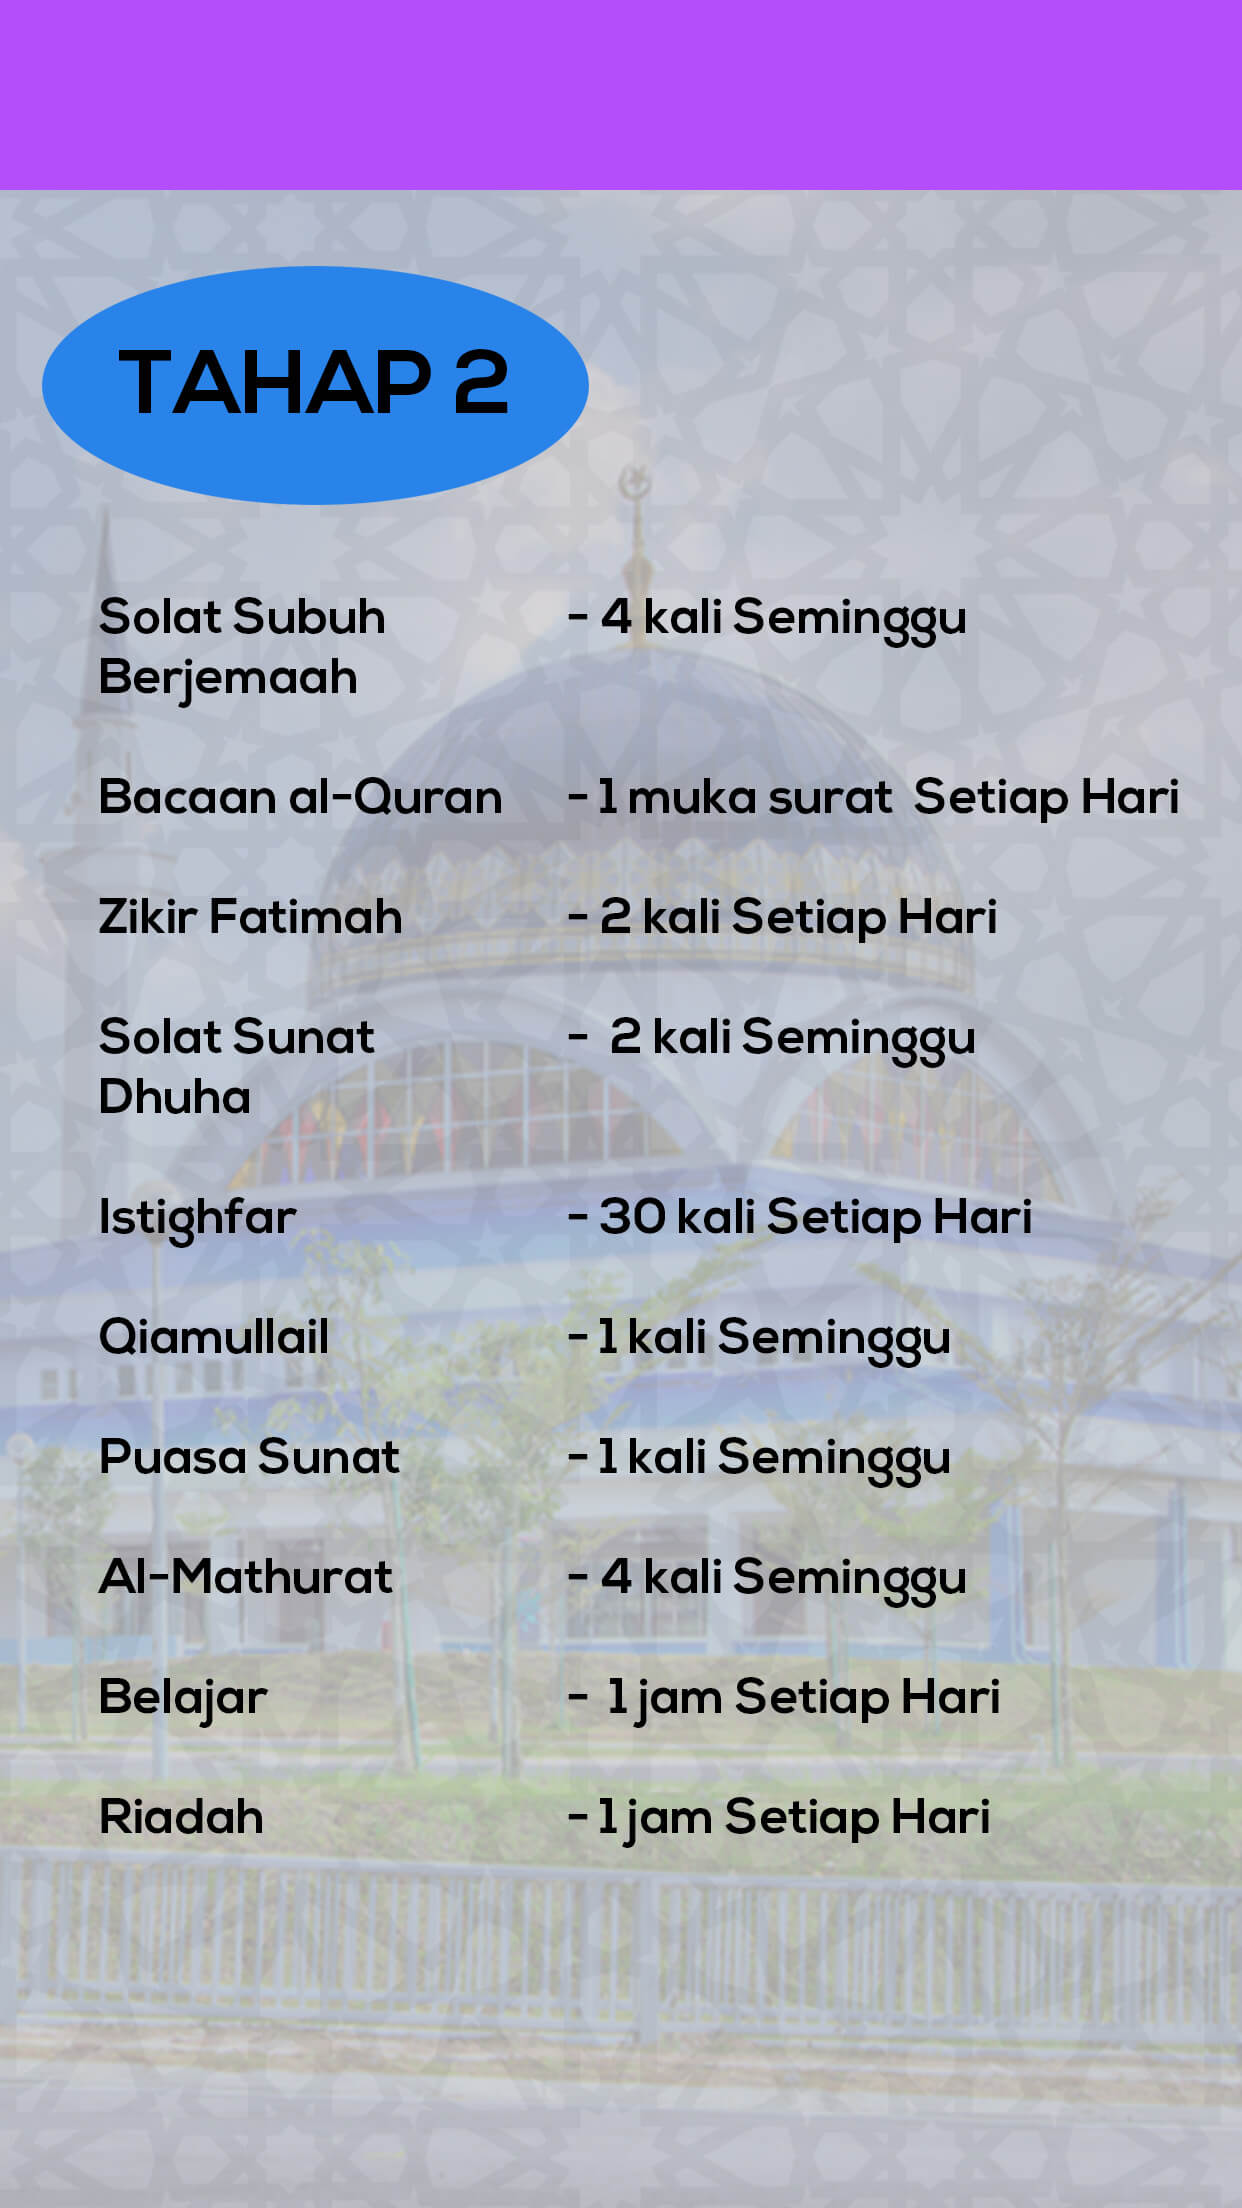 TAHAP 2
Solat Subuh - 4 kali Seminggu
Berjemaah
Bacaan al-Quran - 1 muka surat Setiap Hari
Zikir Fatimah - 2 kali Setiap Hari
Solat Sunat - 2 kali Seminggu
Dhuha
Istighfar - 30 kali Setiap Hari
Qiamullail - 1 kali Seminggu
Puasa Sunat - 1 kali Seminggu
Al-Mathurat - 4 kali Seminggu
Belajar - 1 jam Setiap Hari
Riadah - 1 jam Setiap Hari